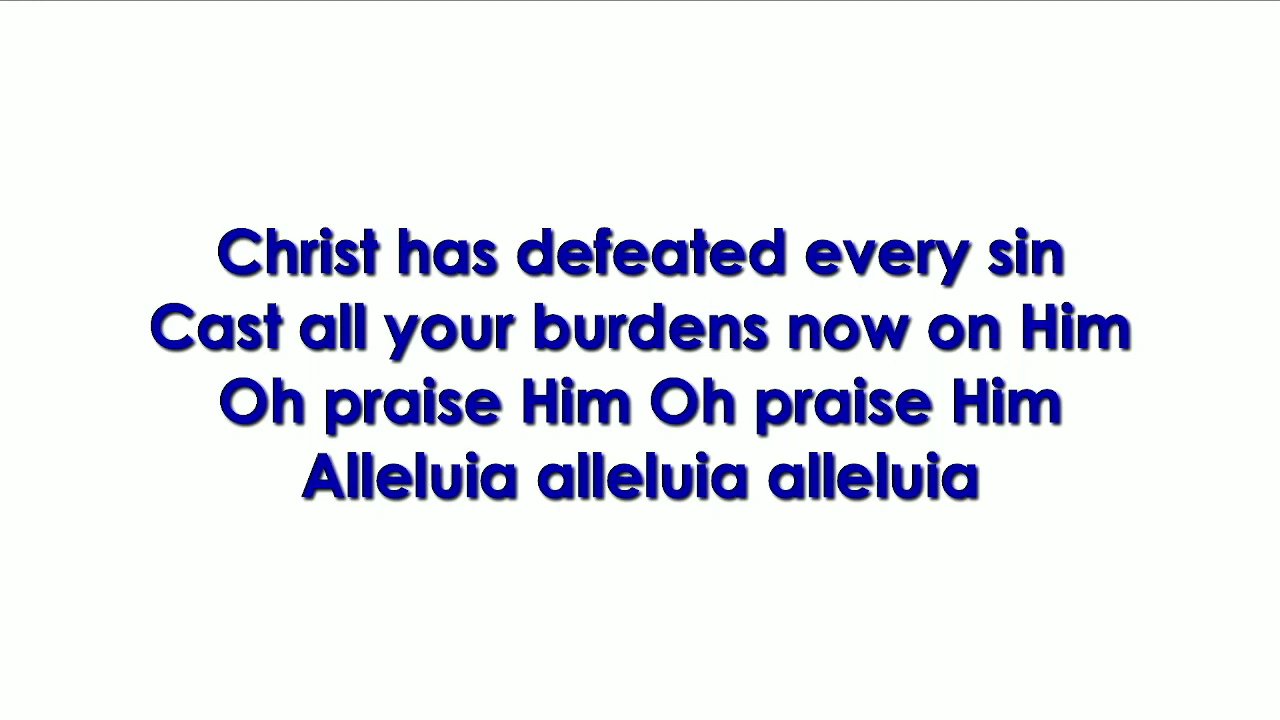 Christ has defeated every sin
Cast all your burdens now on Him
Oh praise Him Oh praise Him
Alleluia alleluia alleluia